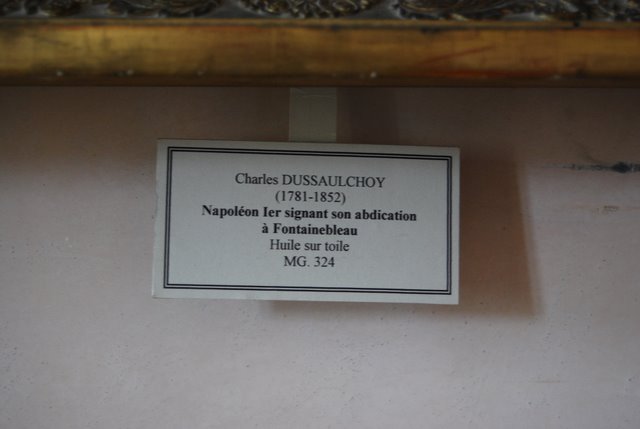 Charles DUSSAULCHOY
(1781-1852)
Napoléon Ier signant son abdication
à Fontainebleau
Huile sur toile
MG. 324